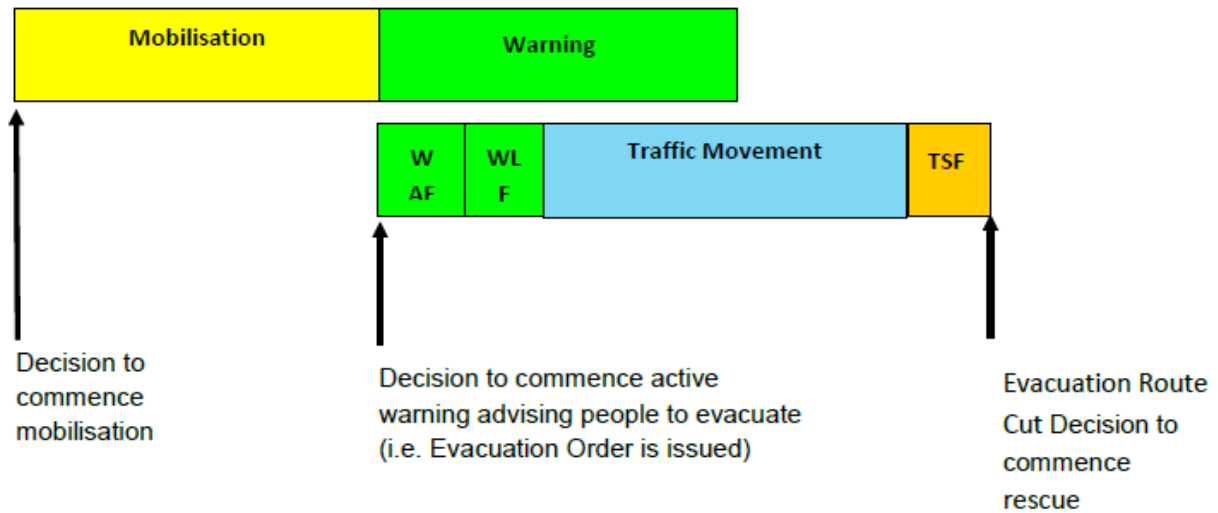 Mobilisation
Warning
W
AF
WL
F
Traffic Movement
TSF
Decision to
commence
mobilisation
Decision to commence active
warning advising people to evacuate
(i.e. Evacuation Order is issued)
Evacuation Route
Cut Decision to
commence
rescue